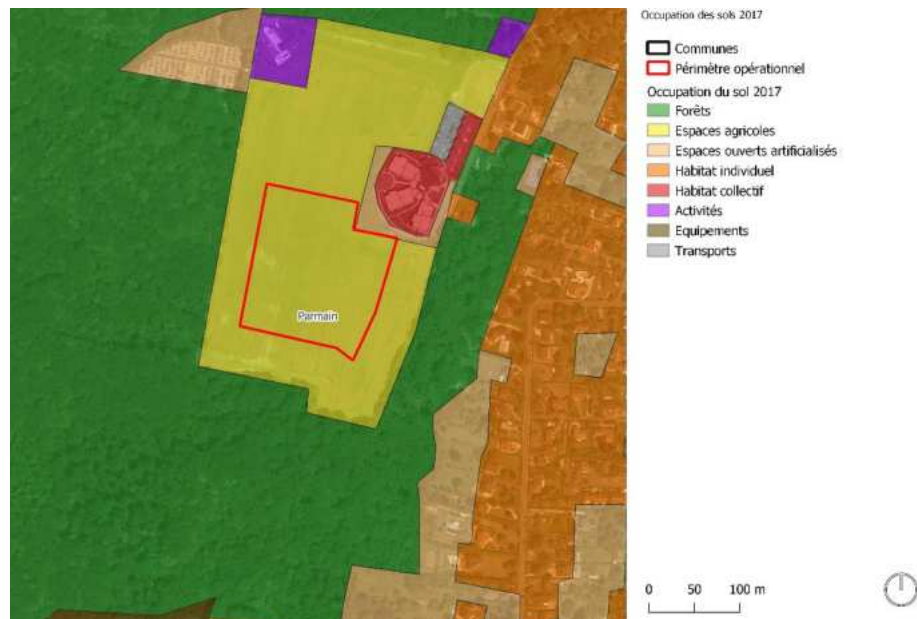 Occupation des sols 2017
Communes
Périmètre opérationnel
Occupation du sol 2017
Forêts
Espaces agricoles
Espaces ouverts artificialisés
Habitat individuel
Habitat collectif
Activités
Equipements
Transports
Parmain
0 50 100 m